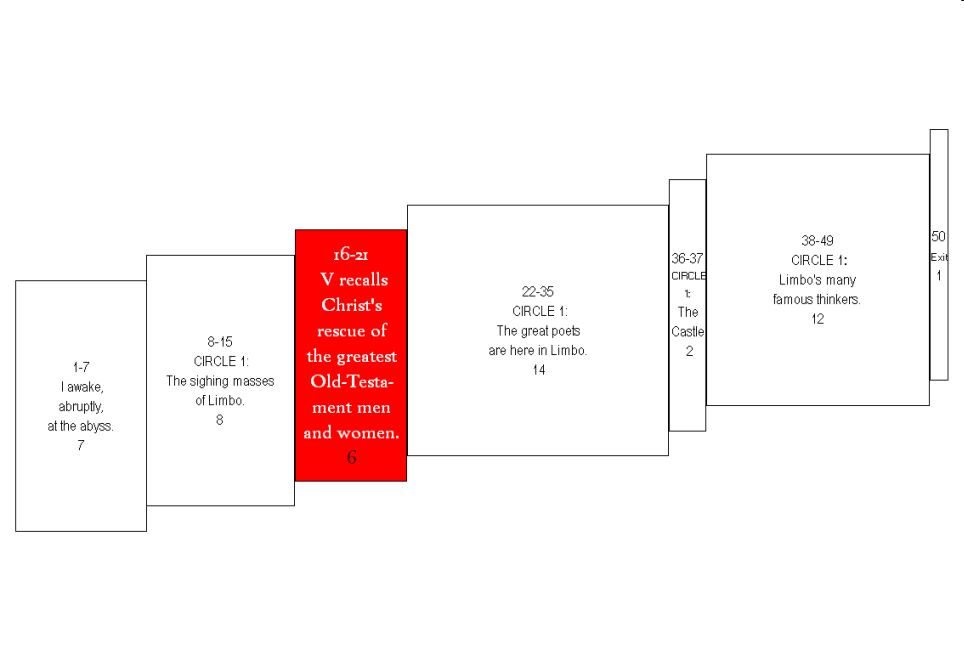 1-7
I awake,
abruptly,
at the abyss.
7
8-15
CIRCLE 1:
The sighing masses
of Limbo.
8
16-21
V recalls
Christ's
rescue of
the greatest
Old-Testa-
ment men
and women.
6
22-35
CIRCLE 1:
The great poets
are here in Limbo.
14
36-37
CIRCLE
1:
The
Castle
2
38-49
CIRCLE 1:
Limbo's many
famous thinkers.
12
50
Exit
1